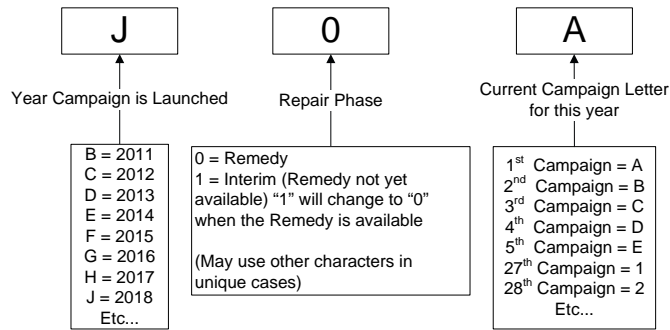 J
0
A
Year Campaign is Launched
Repair Phase
Current Campaign Letter
for this year
B = 2011
C = 2012
D = 2013
E = 2014
F = 2015
G = 2016
H = 2017
J = 2018
Etc...
0 = Remedy
1 = Interim (Remedy not yet
available) “1” will change to “0”
when the Remedy is available
(May use other characters in
unique cases)
1st Campaign = A
2nd Campaign = B
3rd Campaign = C
4th Campaign = D
5th Campaign = E
27th Campaign = 1
28th Campaign = 2
Etc...